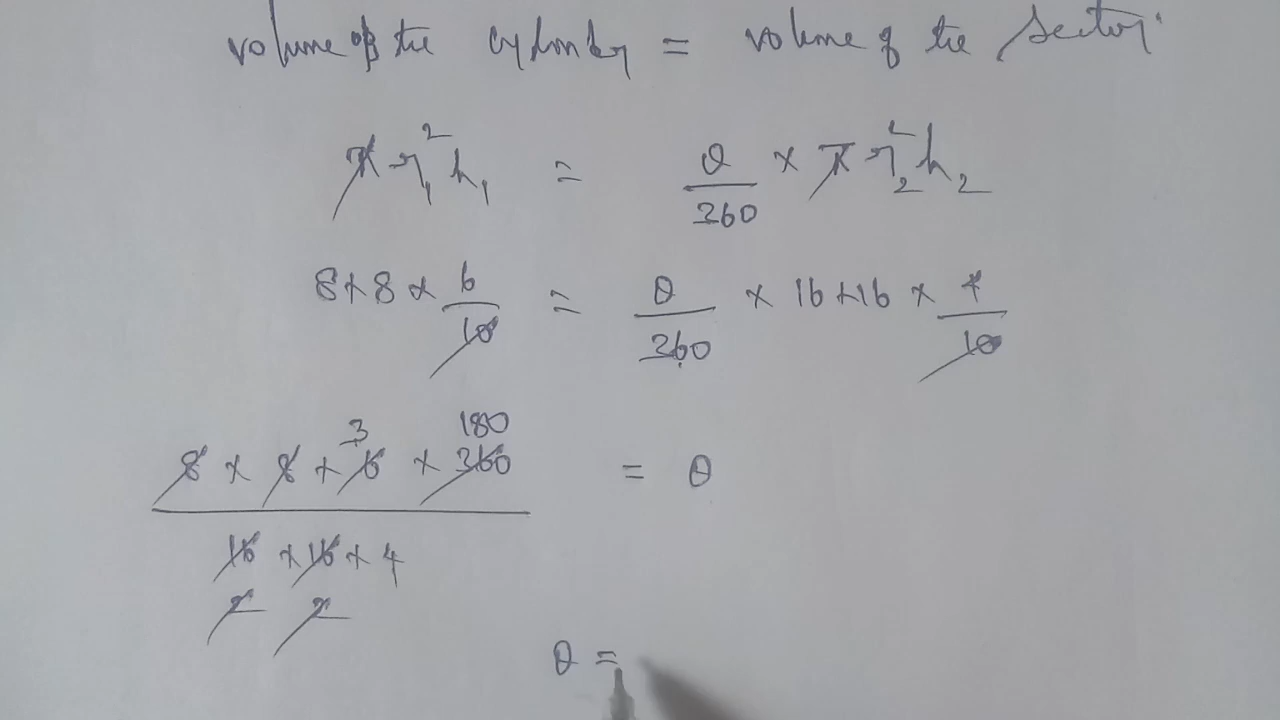 volume of the cylinder = volume of the sector.
π r₁² h₁ = θ/360 × π r₂² h₂
8 × 8 × 6/10 = θ/360 × 16 × 16 × 4/10
3 180
8 × 8 × 6 × 360 = θ
16 × 16 × 4
2 2
θ =